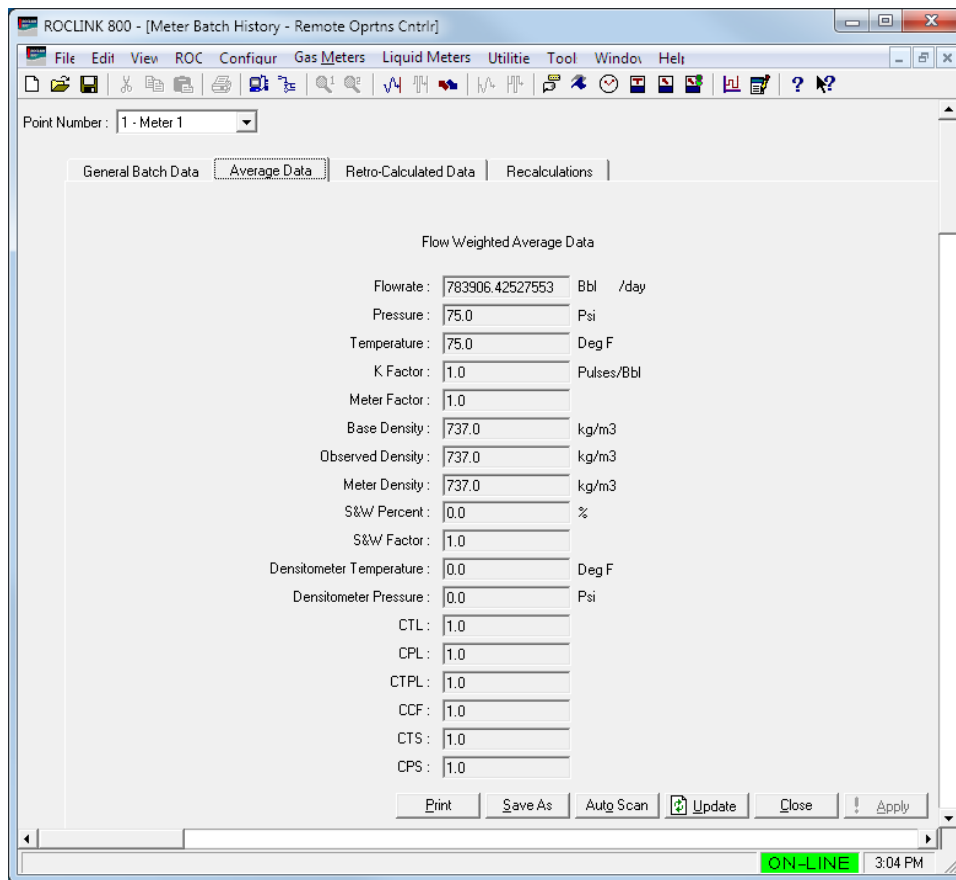 ROCLINK 800 - [Meter Batch History - Remote Oprtns Cntrlr]
File Edit View ROC Configur Gas Meters Liquid Meters Utilitie Tool Window Help
Point Number : 1 - Meter 1
General Batch Data Average Data Retro-Calculated Data Recalculations
Flow Weighted Average Data
Flowrate : 783906.42527553 Bbl /day
Pressure : 75.0 Psi
Temperature : 75.0 Deg F
K Factor : 1.0 Pulses/Bbl
Meter Factor : 1.0
Base Density : 737.0 kg/m3
Observed Density : 737.0 kg/m3
Meter Density : 737.0 kg/m3
S&W Percent : 0.0 %
S&W Factor : 1.0
Densitometer Temperature : 0.0 Deg F
Densitometer Pressure : 0.0 Psi
CTL : 1.0
CPL : 1.0
CTPL : 1.0
CCF : 1.0
CTS : 1.0
CPS : 1.0
Print Save As Auto Scan Update Close ! Apply
ON-LINE 3:04 PM